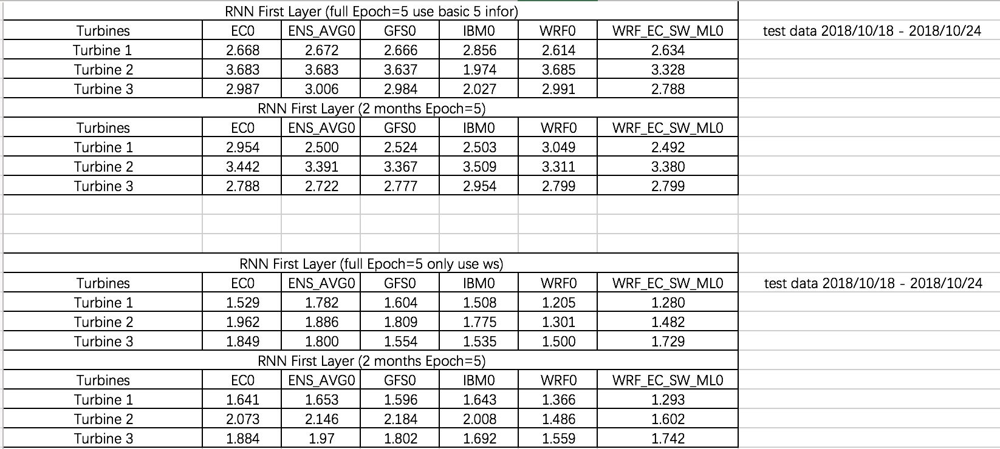 RNN First Layer (full Epoch=5 use basic 5 infor)
Turbines EC0 ENS_AVG0 GFS0 IBM0 WRF0 WRF_EC_SW_ML0 test data 2018/10/18 - 2018/10/24
Turbine 1 2.668 2.672 2.666 2.856 2.614 2.634
Turbine 2 3.683 3.683 3.637 1.974 3.685 3.328
Turbine 3 2.987 3.006 2.984 2.027 2.991 2.788
RNN First Layer (2 months Epoch=5)
Turbines EC0 ENS_AVG0 GFS0 IBM0 WRF0 WRF_EC_SW_ML0
Turbine 1 2.954 2.500 2.524 2.503 3.049 2.492
Turbine 2 3.442 3.391 3.367 3.509 3.311 3.380
Turbine 3 2.788 2.722 2.777 2.954 2.799 2.799
RNN First Layer (full Epoch=5 only use ws)
Turbines EC0 ENS_AVG0 GFS0 IBM0 WRF0 WRF_EC_SW_ML0 test data 2018/10/18 - 2018/10/24
Turbine 1 1.529 1.782 1.604 1.508 1.205 1.280
Turbine 2 1.962 1.886 1.809 1.775 1.301 1.482
Turbine 3 1.849 1.800 1.554 1.535 1.500 1.729
RNN First Layer (2 months Epoch=5)
Turbines EC0 ENS_AVG0 GFS0 IBM0 WRF0 WRF_EC_SW_ML0
Turbine 1 1.641 1.653 1.596 1.643 1.366 1.293
Turbine 2 2.073 2.146 2.184 2.008 1.486 1.602
Turbine 3 1.884 1.97 1.802 1.692 1.559 1.742